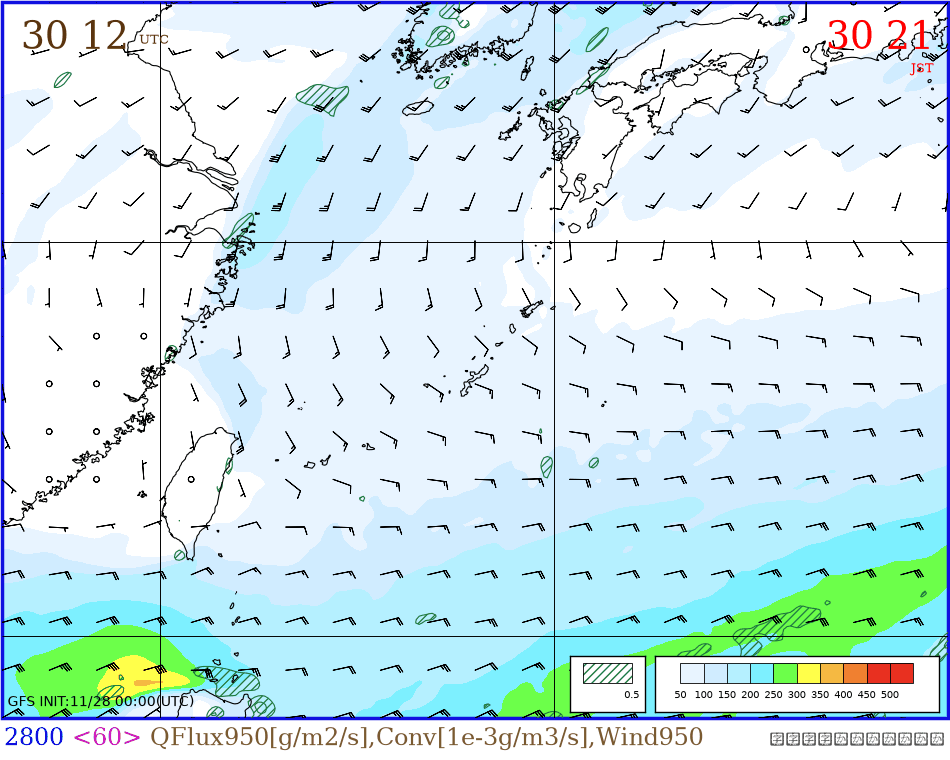 30 12 UTC
30 21
JST
GFS INIT:11/28 00:00(UTC)
0.5
50 100 150 200 250 300 350 400 450 500
2800 <60> QFlux950[g/m2/s],Conv[1e-3g/m3/s],Wind950